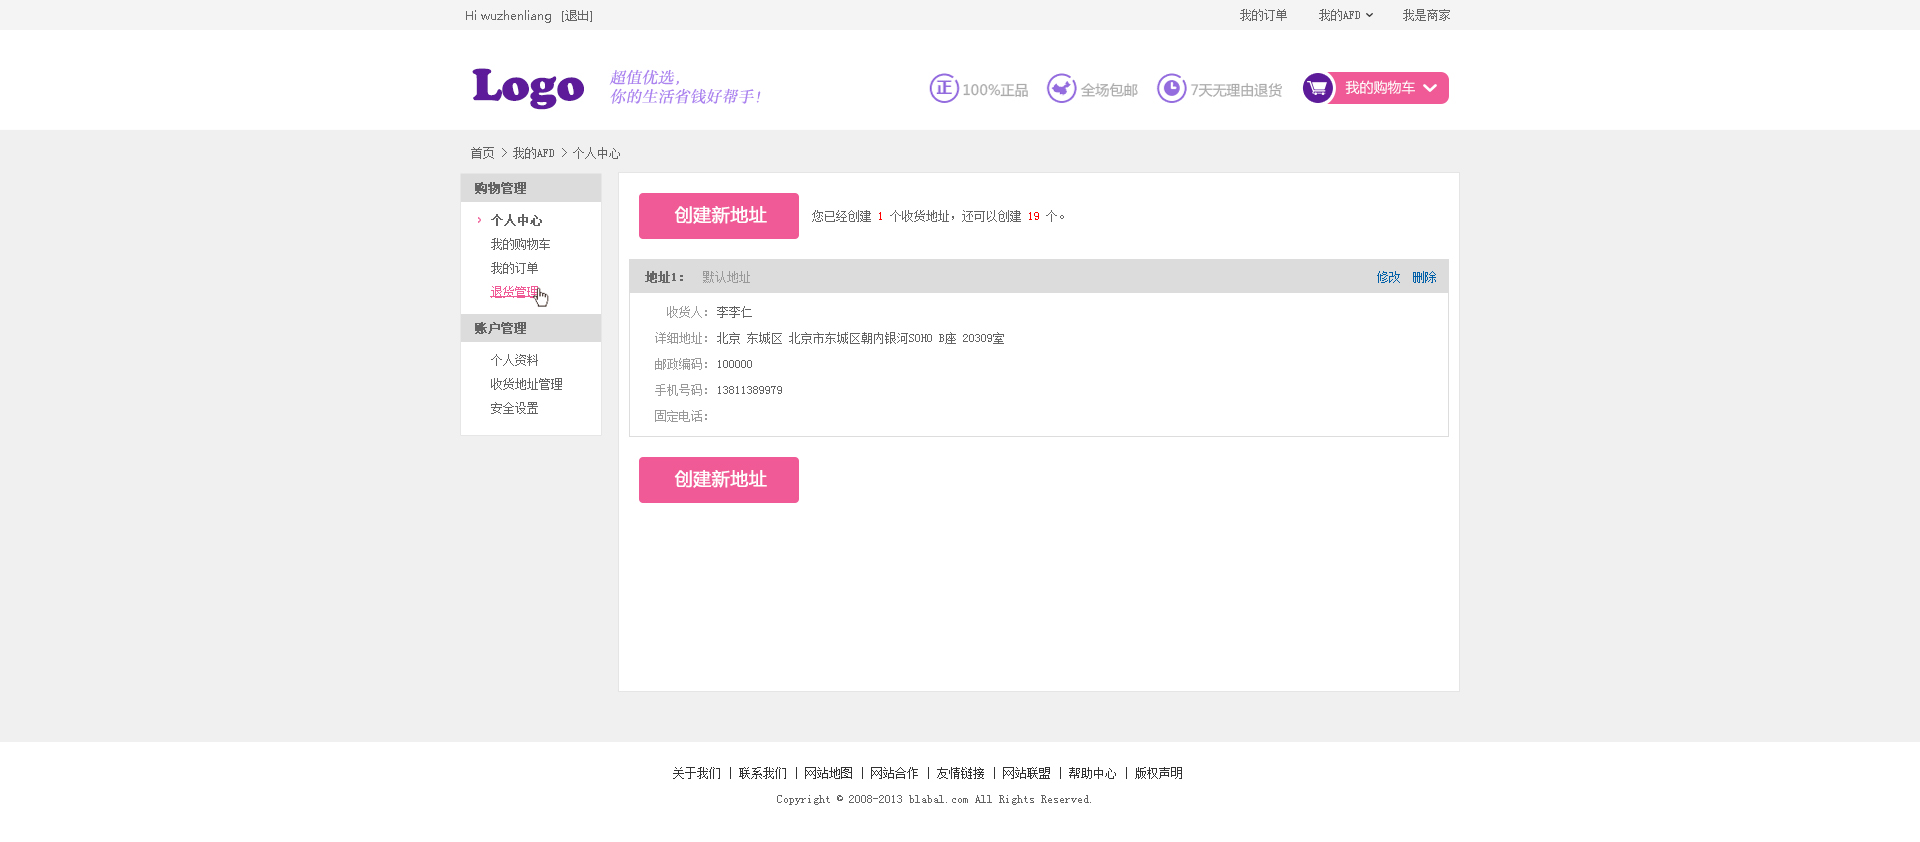 Hi wuzhenliang [退出] 我的订单 我的AFD 我是商家
Logo
超值优选,
你的生活省钱好帮手!
正 100%正品 全场包邮 7天无理由退货 我的购物车
首页 > 我的AFD > 个人中心
购物管理
个人中心
我的购物车
我的订单
退货管理
账户管理
个人资料
收货地址管理
安全设置
创建新地址 您已经创建 1 个收货地址，还可以创建 19 个。
地址1： 默认地址 修改 删除
收货人： 李李仁
详细地址： 北京 东城区 北京市东城区朝内银河SOHO B座 20309室
邮政编码： 100000
手机号码： 13811389979
固定电话：
创建新地址
关于我们 | 联系我们 | 网站地图 | 网站合作 | 友情链接 | 网站联盟 | 帮助中心 | 版权声明
Copyright © 2008-2013 blabal.com All Rights Reserved.